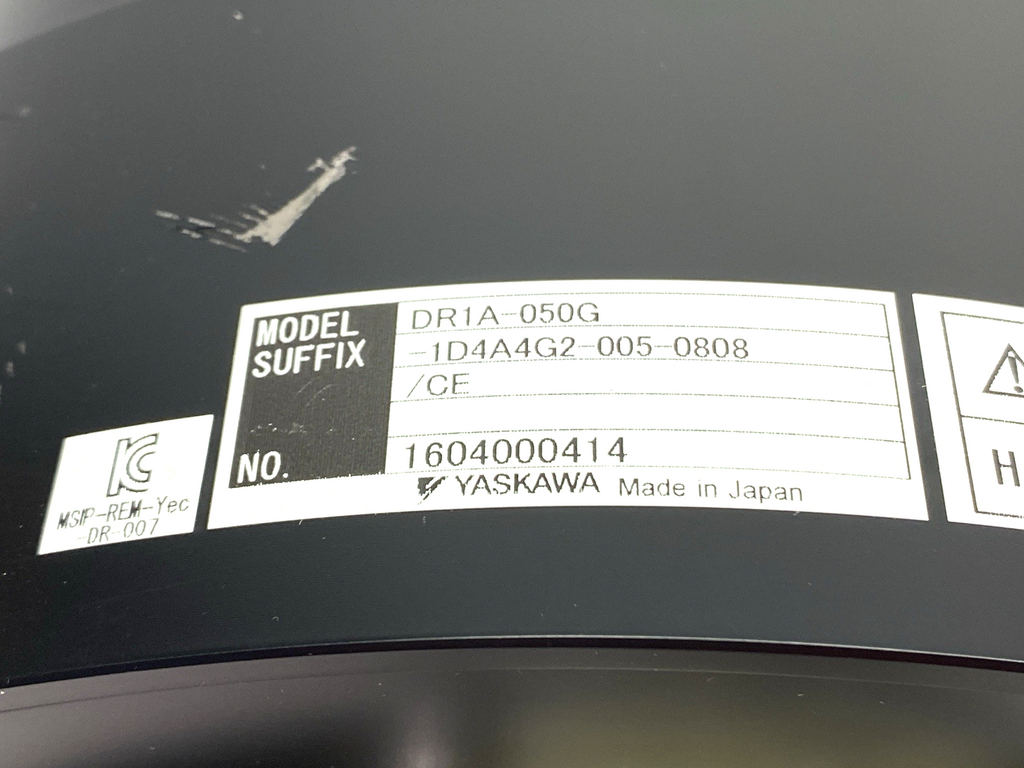 MODEL DR1A-050G
SUFFIX -1D4A4G2-005-0808
/CE
NO. 1604000414
YASKAWA Made in Japan
KC
MSIP-REM-Yec
-DR-007
H